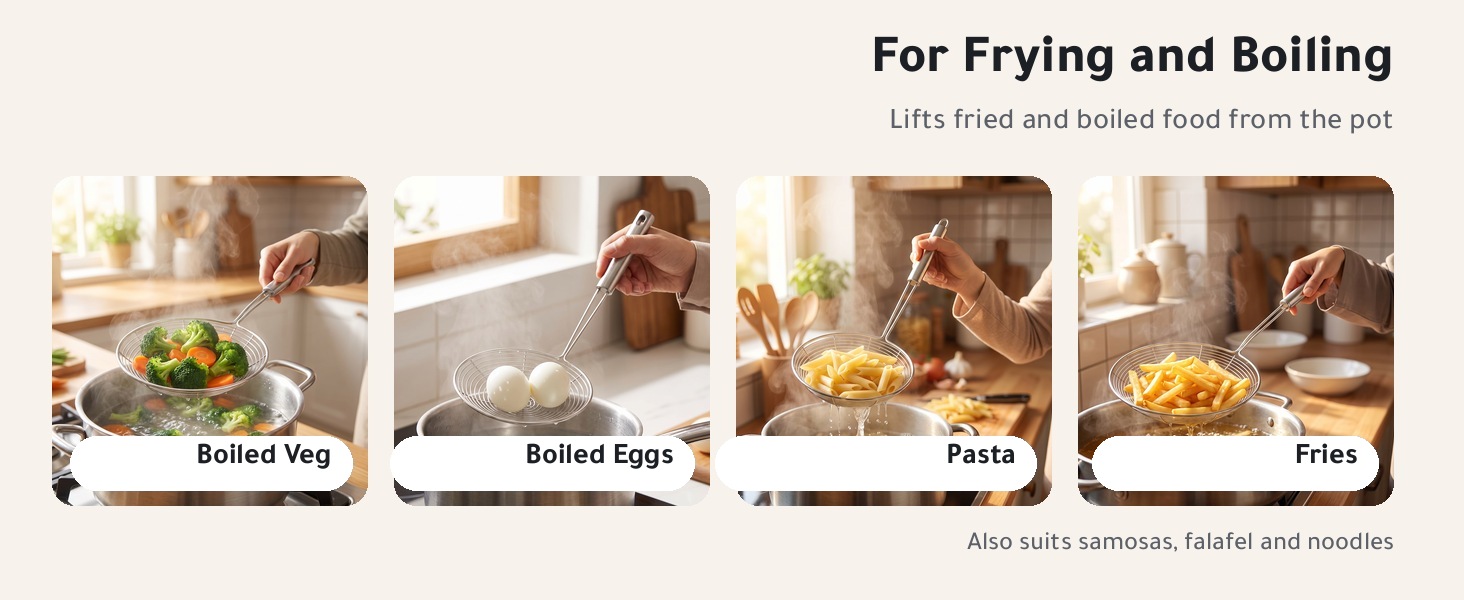 For Frying and Boiling
Lifts fried and boiled food from the pot
Boiled Veg
Boiled Eggs
Pasta
Fries
Also suits samosas, falafel and noodles